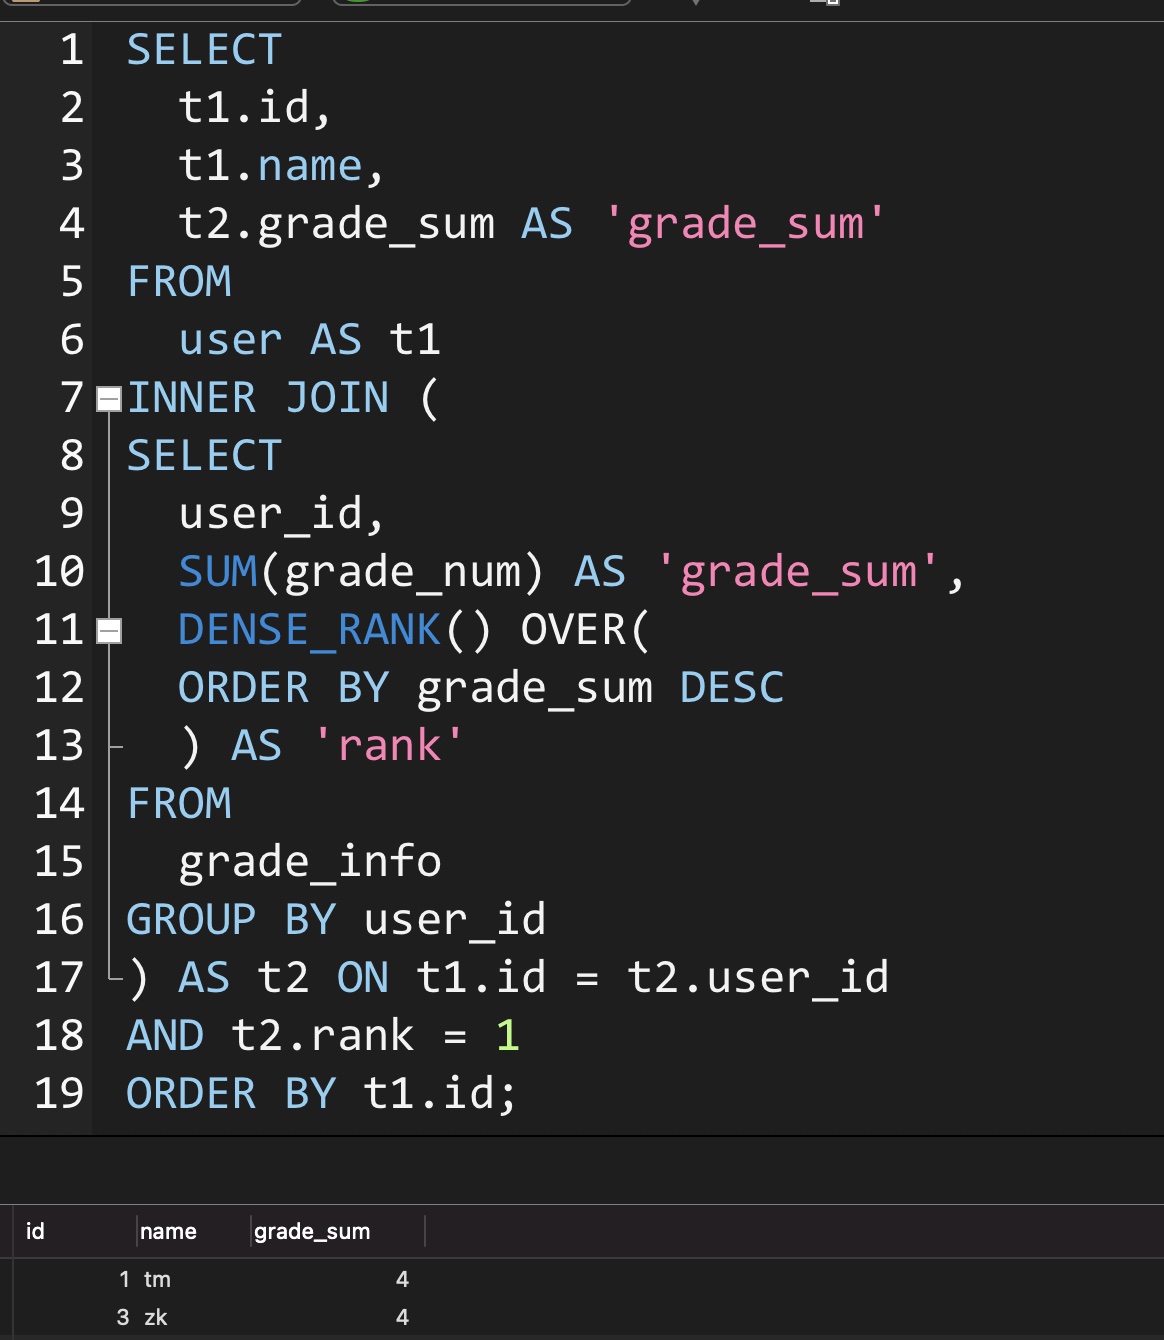 1 SELECT
2 t1.id,
3 t1.name,
4 t2.grade_sum AS 'grade_sum'
5 FROM
6 user AS t1
7 INNER JOIN (
8 SELECT
9 user_id,
10 SUM(grade_num) AS 'grade_sum',
11 DENSE_RANK() OVER(
12 ORDER BY grade_sum DESC
13 ) AS 'rank'
14 FROM
15 grade_info
16 GROUP BY user_id
17 ) AS t2 ON t1.id = t2.user_id
18 AND t2.rank = 1
19 ORDER BY t1.id;
id name grade_sum
1 tm 4
3 zk 4